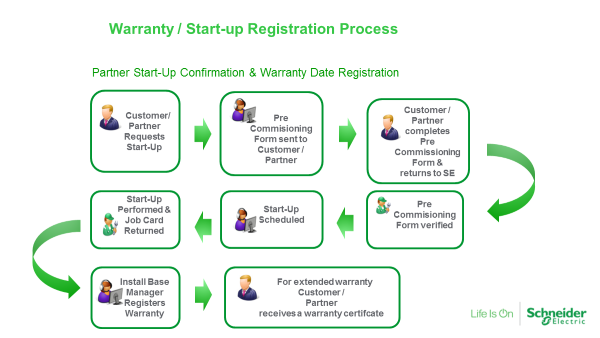 Warranty / Start-up Registration Process
Partner Start-Up Confirmation & Warranty Date Registration
Customer/
Partner
Requests
Start-Up
Pre
Commisioning
Form sent to
Customer /
Partner
Customer /
Partner
completes
Pre
Commissioning
Form &
returns to SE
Pre
Commisioning
Form verified
Start-Up
Scheduled
Start-Up
Performed &
Job Card
Returned
Install Base
Manager
Registers
Warranty
For extended warranty
Customer /
Partner
receives a warranty certifcate
Life Is On
Schneider
Electric